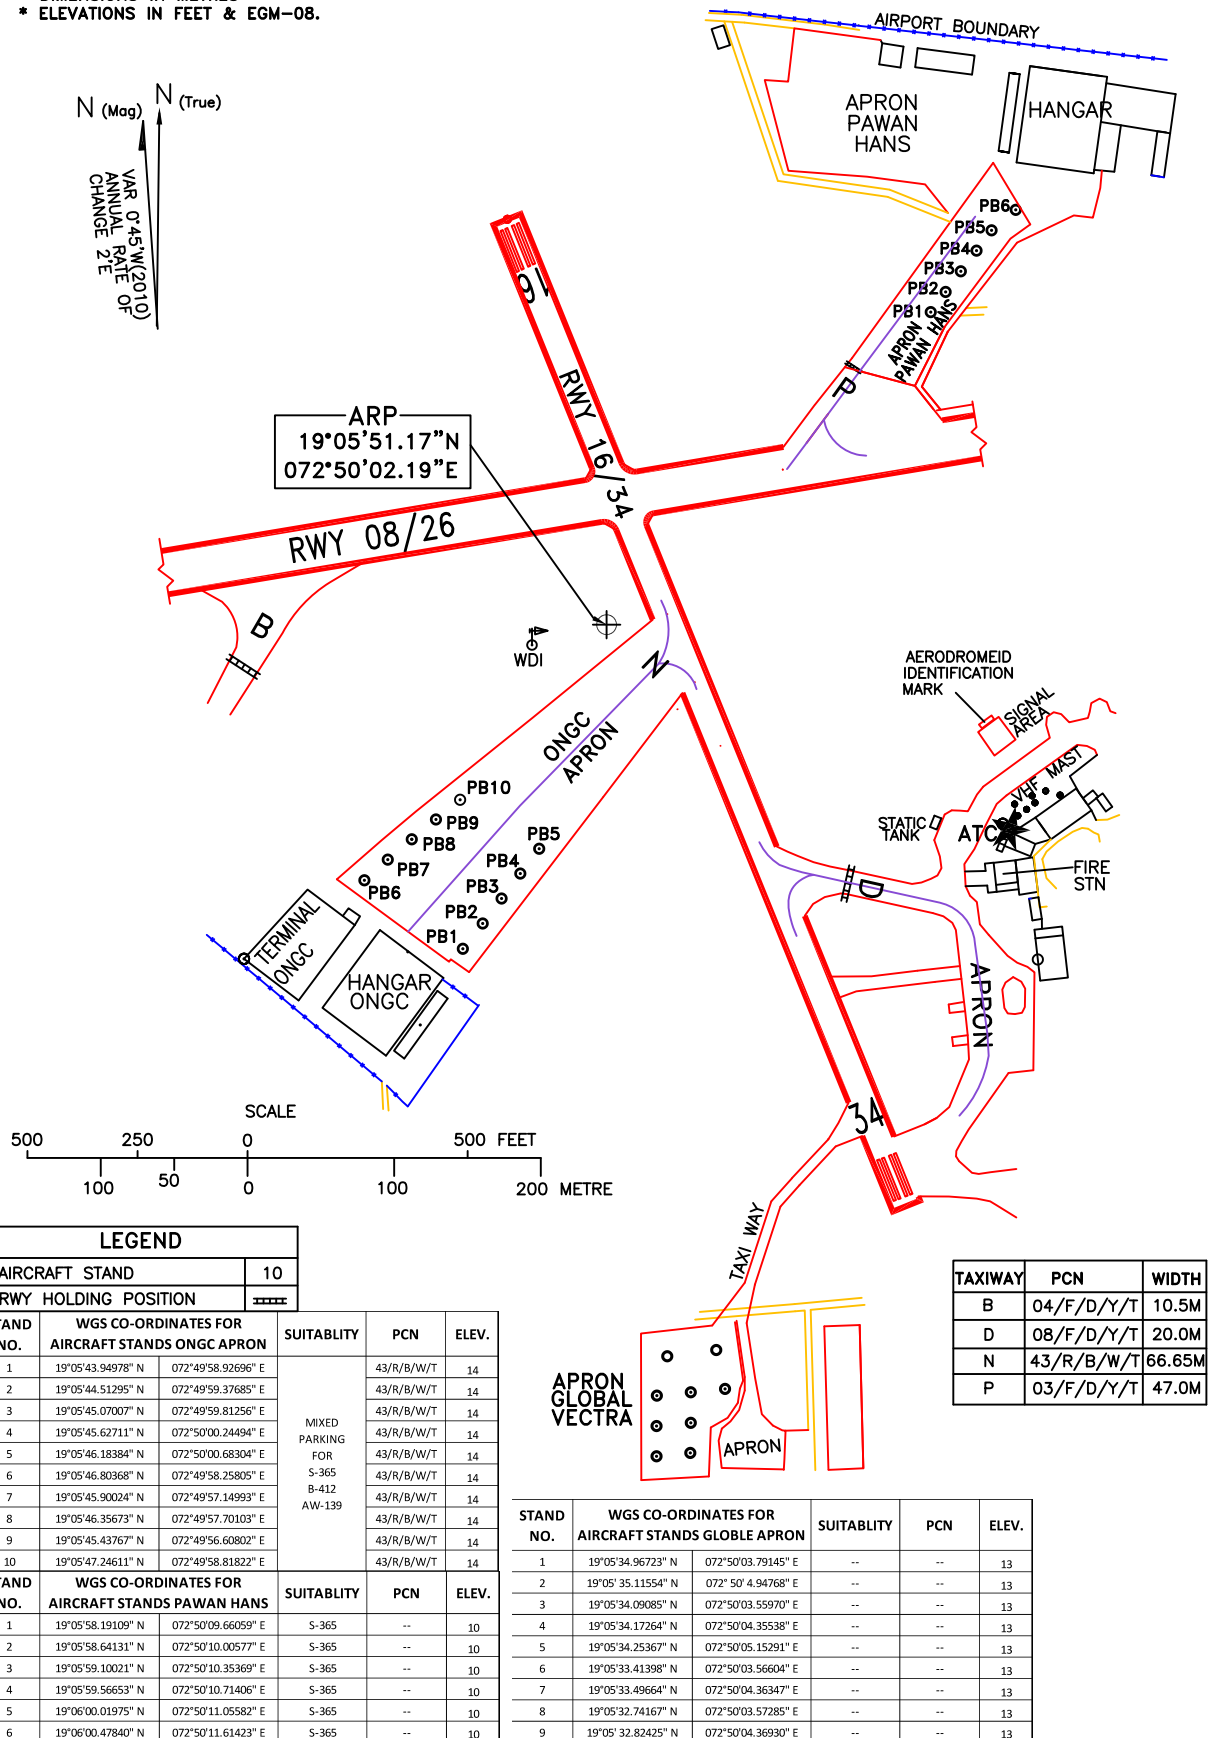 * ELEVATIONS IN FEET & EGM-08.
AIRPORT BOUNDARY
N (Mag)
N (True)
VAR 0°45'W(2010)
ANNUAL RATE OF
CHANGE 2'E
APRON
PAWAN
HANS
HANGAR
PB6
PB5
PB4
PB3
PB2
PB1
APRON
PAWAN HANS
P
16
RWY 16/34
ARP
19°05'51.17"N
072°50'02.19"E
RWY 08/26
B
WDI
N
ONGC
APRON
AERODROMEID
IDENTIFICATION
MARK
SIGNAL
AREA
VHF MAST
STATIC
TANK
ATC
FIRE
STN
D
APRON
PB10
PB9
PB8
PB7
PB6
PB5
PB4
PB3
PB2
PB1
TERMINAL
ONGC
HANGAR
ONGC
34
SCALE
500 250 0 500 FEET
100 50 0 100 200 METRE
TAXI WAY
APRON
GLOBAL
VECTRA
APRON
LEGEND
AIRCRAFT STAND 10
RWY HOLDING POSITION
TAXIWAY PCN WIDTH
B 04/F/D/Y/T 10.5M
D 08/F/D/Y/T 20.0M
N 43/R/B/W/T 66.65M
P 03/F/D/Y/T 47.0M
NO. WGS CO-ORDINATES FOR AIRCRAFT STANDS ONGC APRON SUITABLITY PCN ELEV.
1 19°05'43.94978" N 072°49'58.92696" E 43/R/B/W/T 14
2 19°05'44.51295" N 072°49'59.37685" E 43/R/B/W/T 14
3 19°05'45.07007" N 072°49'59.81256" E 43/R/B/W/T 14
4 19°05'45.62711" N 072°50'00.24494" E 43/R/B/W/T 14
5 19°05'46.18384" N 072°50'00.68304" E 43/R/B/W/T 14
6 19°05'46.80368" N 072°49'58.25805" E 43/R/B/W/T 14
7 19°05'45.90024" N 072°49'57.14993" E 43/R/B/W/T 14
8 19°05'46.35673" N 072°49'57.70103" E 43/R/B/W/T 14
9 19°05'45.43767" N 072°49'56.60802" E 43/R/B/W/T 14
10 19°05'47.24611" N 072°49'58.81822" E 43/R/B/W/T 14
MIXED
PARKING
FOR
S-365
B-412
AW-139
NO. WGS CO-ORDINATES FOR AIRCRAFT STANDS PAWAN HANS SUITABLITY PCN ELEV.
1 19°05'58.19109" N 072°50'09.66059" E S-365 -- 10
2 19°05'58.64131" N 072°50'10.00577" E S-365 -- 10
3 19°05'59.10021" N 072°50'10.35369" E S-365 -- 10
4 19°05'59.56653" N 072°50'10.71406" E S-365 -- 10
5 19°06'00.01975" N 072°50'11.05582" E S-365 -- 10
6 19°06'00.47840" N 072°50'11.61423" E S-365 -- 10
STAND NO. WGS CO-ORDINATES FOR AIRCRAFT STANDS GLOBLE APRON SUITABLITY PCN ELEV.
1 19°05'34.96723" N 072°50'03.79145" E -- -- 13
2 19°05' 35.11554" N 072° 50' 4.94768" E -- -- 13
3 19°05'34.09085" N 072°50'03.55970" E -- -- 13
4 19°05'34.17264" N 072°50'04.35538" E -- -- 13
5 19°05'34.25367" N 072°50'05.15291" E -- -- 13
6 19°05'33.41398" N 072°50'03.56604" E -- -- 13
7 19°05'33.49664" N 072°50'04.36347" E -- -- 13
8 19°05'32.74167" N 072°50'03.57285" E -- -- 13
9 19°05' 32.82425" N 072°50'04.36930" E -- -- 13